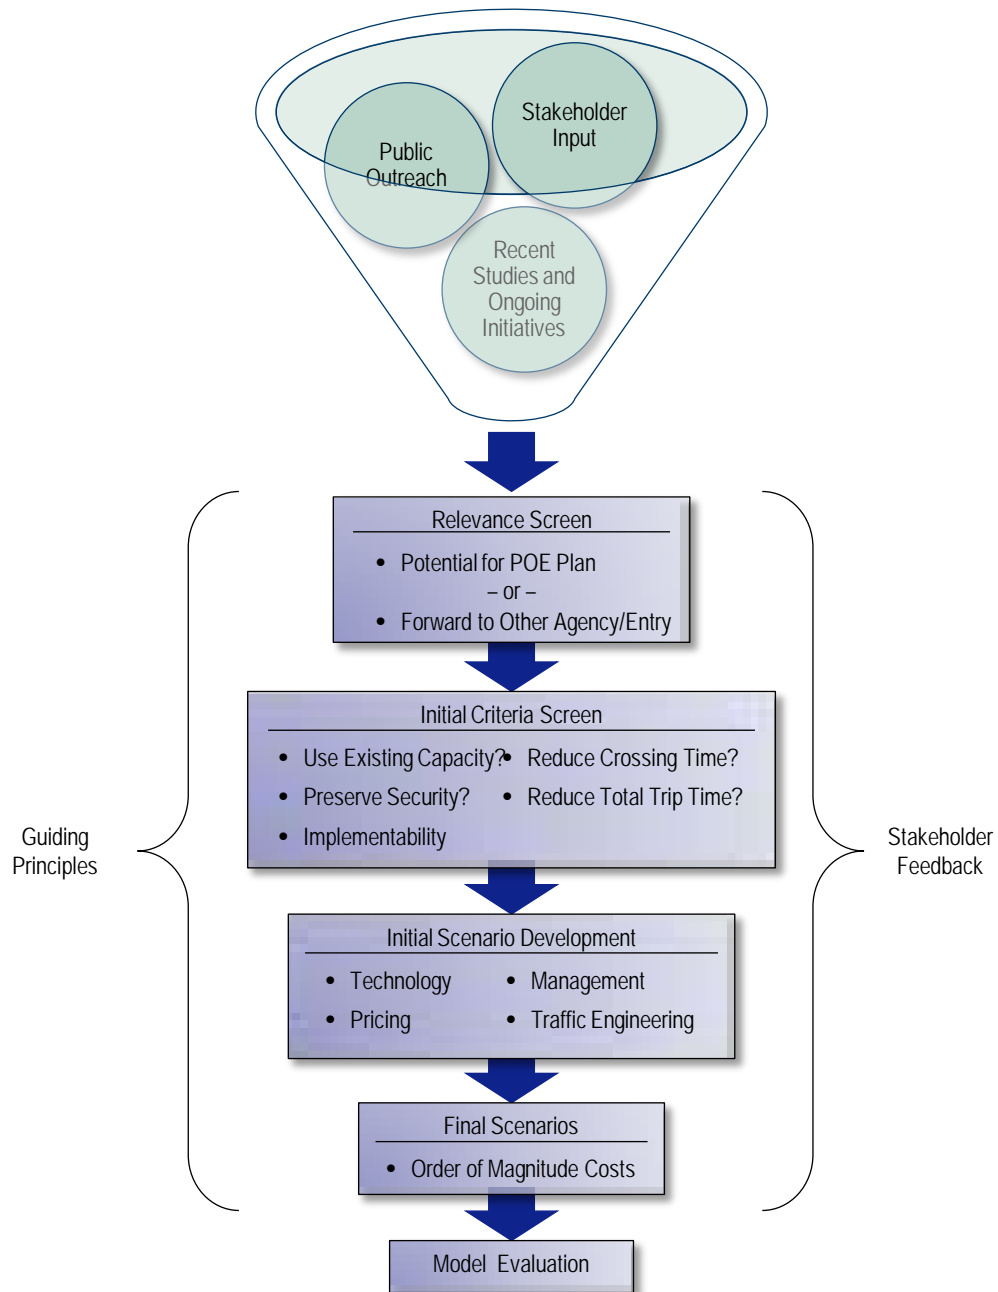 Stakeholder
Input
Public
Outreach
Recent
Studies and
Ongoing
Initiatives
Relevance Screen
• Potential for POE Plan
– or –
• Forward to Other Agency/Entry
Initial Criteria Screen
• Use Existing Capacity? • Reduce Crossing Time?
• Preserve Security? • Reduce Total Trip Time?
• Implementability
Guiding
Principles
Stakeholder
Feedback
Initial Scenario Development
• Technology • Management
• Pricing • Traffic Engineering
Final Scenarios
• Order of Magnitude Costs
Model Evaluation